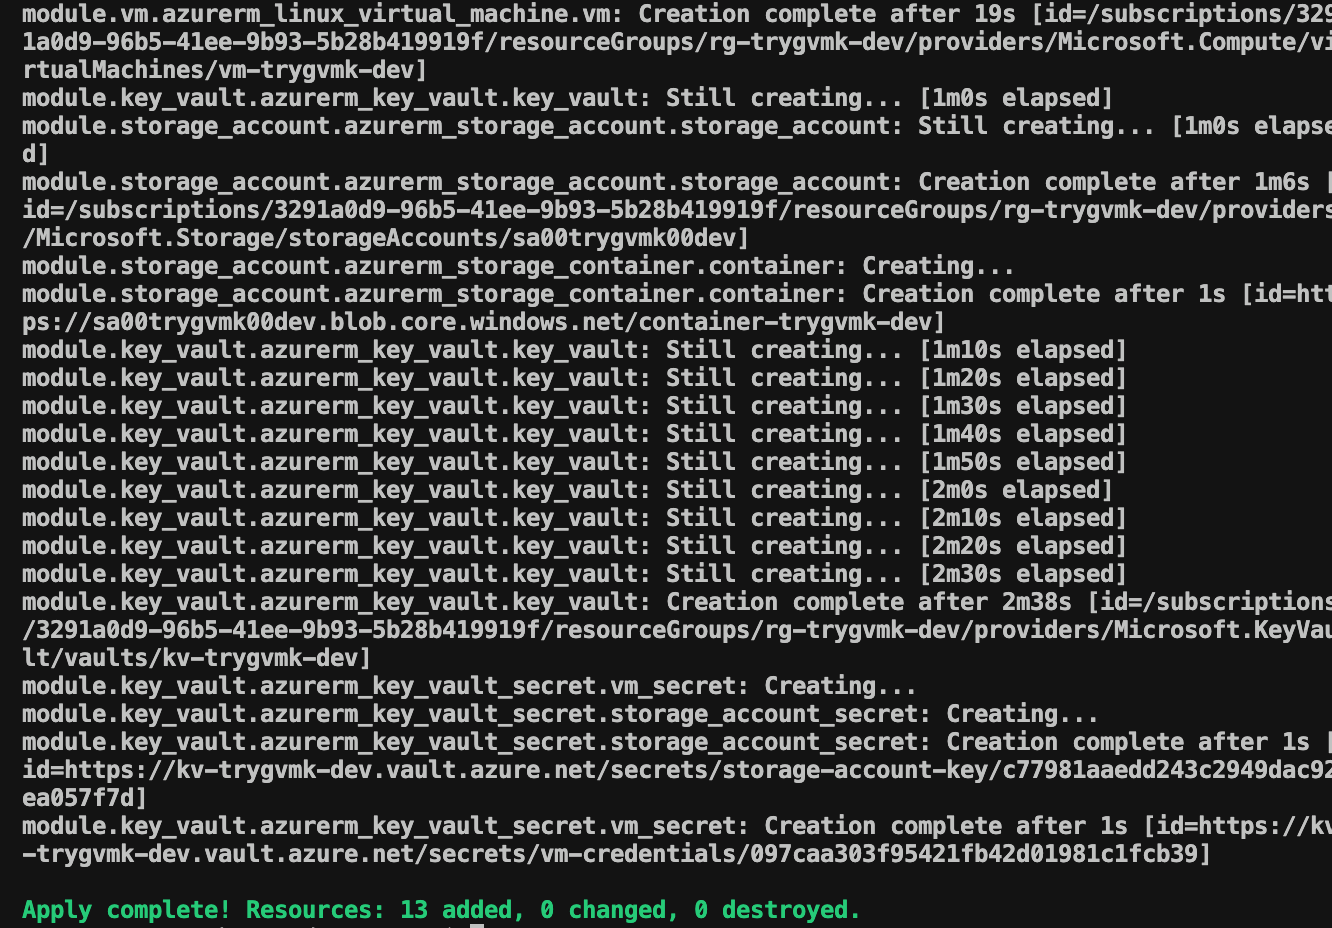 module.vm.azurerm_linux_virtual_machine.vm: Creation complete after 19s [id=/subscriptions/329
1a0d9-96b5-41ee-9b93-5b28b419919f/resourceGroups/rg-trygvmk-dev/providers/Microsoft.Compute/vi
rtualMachines/vm-trygvmk-dev]
module.key_vault.azurerm_key_vault.key_vault: Still creating... [1m0s elapsed]
module.storage_account.azurerm_storage_account.storage_account: Still creating... [1m0s elapse
d]
module.storage_account.azurerm_storage_account.storage_account: Creation complete after 1m6s [
id=/subscriptions/3291a0d9-96b5-41ee-9b93-5b28b419919f/resourceGroups/rg-trygvmk-dev/providers
/Microsoft.Storage/storageAccounts/sa00trygvmk00dev]
module.storage_account.azurerm_storage_container.container: Creating...
module.storage_account.azurerm_storage_container.container: Creation complete after 1s [id=htt
ps://sa00trygvmk00dev.blob.core.windows.net/container-trygvmk-dev]
module.key_vault.azurerm_key_vault.key_vault: Still creating... [1m10s elapsed]
module.key_vault.azurerm_key_vault.key_vault: Still creating... [1m20s elapsed]
module.key_vault.azurerm_key_vault.key_vault: Still creating... [1m30s elapsed]
module.key_vault.azurerm_key_vault.key_vault: Still creating... [1m40s elapsed]
module.key_vault.azurerm_key_vault.key_vault: Still creating... [1m50s elapsed]
module.key_vault.azurerm_key_vault.key_vault: Still creating... [2m0s elapsed]
module.key_vault.azurerm_key_vault.key_vault: Still creating... [2m10s elapsed]
module.key_vault.azurerm_key_vault.key_vault: Still creating... [2m20s elapsed]
module.key_vault.azurerm_key_vault.key_vault: Still creating... [2m30s elapsed]
module.key_vault.azurerm_key_vault.key_vault: Creation complete after 2m38s [id=/subscriptions
/3291a0d9-96b5-41ee-9b93-5b28b419919f/resourceGroups/rg-trygvmk-dev/providers/Microsoft.KeyVau
lt/vaults/kv-trygvmk-dev]
module.key_vault.azurerm_key_vault_secret.vm_secret: Creating...
module.key_vault.azurerm_key_vault_secret.storage_account_secret: Creating...
module.key_vault.azurerm_key_vault_secret.storage_account_secret: Creation complete after 1s [
id=https://kv-trygvmk-dev.vault.azure.net/secrets/storage-account-key/c77981aaedd243c2949dac92
ea057f7d]
module.key_vault.azurerm_key_vault_secret.vm_secret: Creation complete after 1s [id=https://kv
-trygvmk-dev.vault.azure.net/secrets/vm-credentials/097caa303f95421fb42d01981c1fcb39]
Apply complete! Resources: 13 added, 0 changed, 0 destroyed.